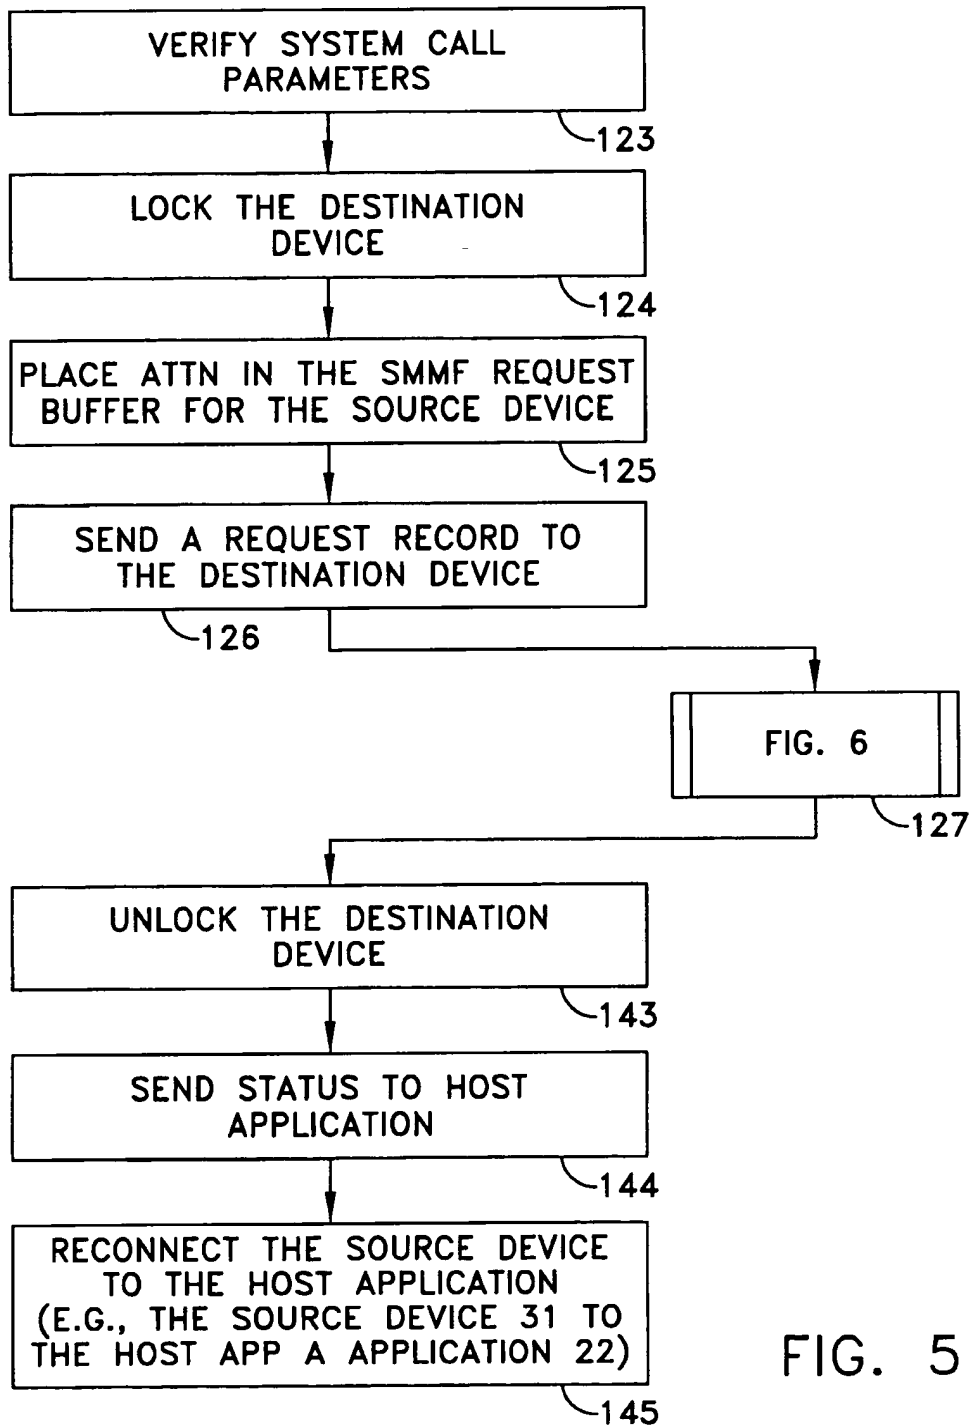 VERIFY SYSTEM CALL
PARAMETERS
123
LOCK THE DESTINATION
DEVICE
124
PLACE ATTN IN THE SMMF REQUEST
BUFFER FOR THE SOURCE DEVICE
125
SEND A REQUEST RECORD TO
THE DESTINATION DEVICE
126
FIG. 6
127
UNLOCK THE DESTINATION
DEVICE
143
SEND STATUS TO HOST
APPLICATION
144
RECONNECT THE SOURCE DEVICE
TO THE HOST APPLICATION
(E.G., THE SOURCE DEVICE 31 TO
THE HOST APP A APPLICATION 22)
145
FIG. 5